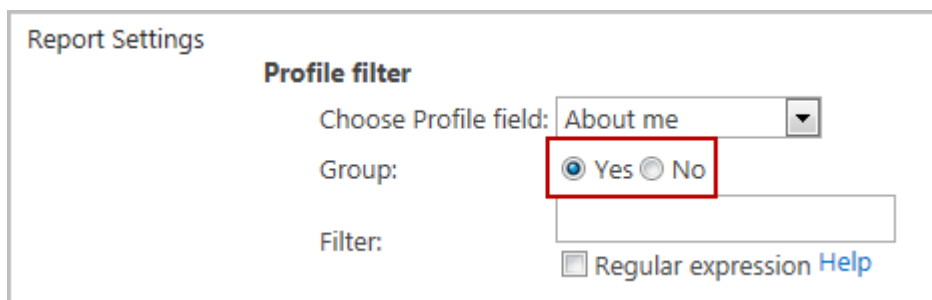 Report Settings
Profile filter
Choose Profile field: About me
Group: Yes No
Filter:
Regular expression Help